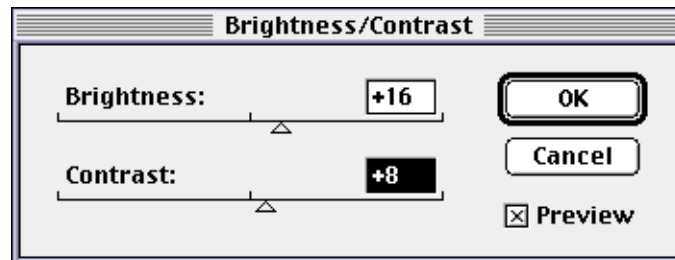 Brightness/Contrast
Brightness: +16
OK
Contrast: +8
Cancel
Preview